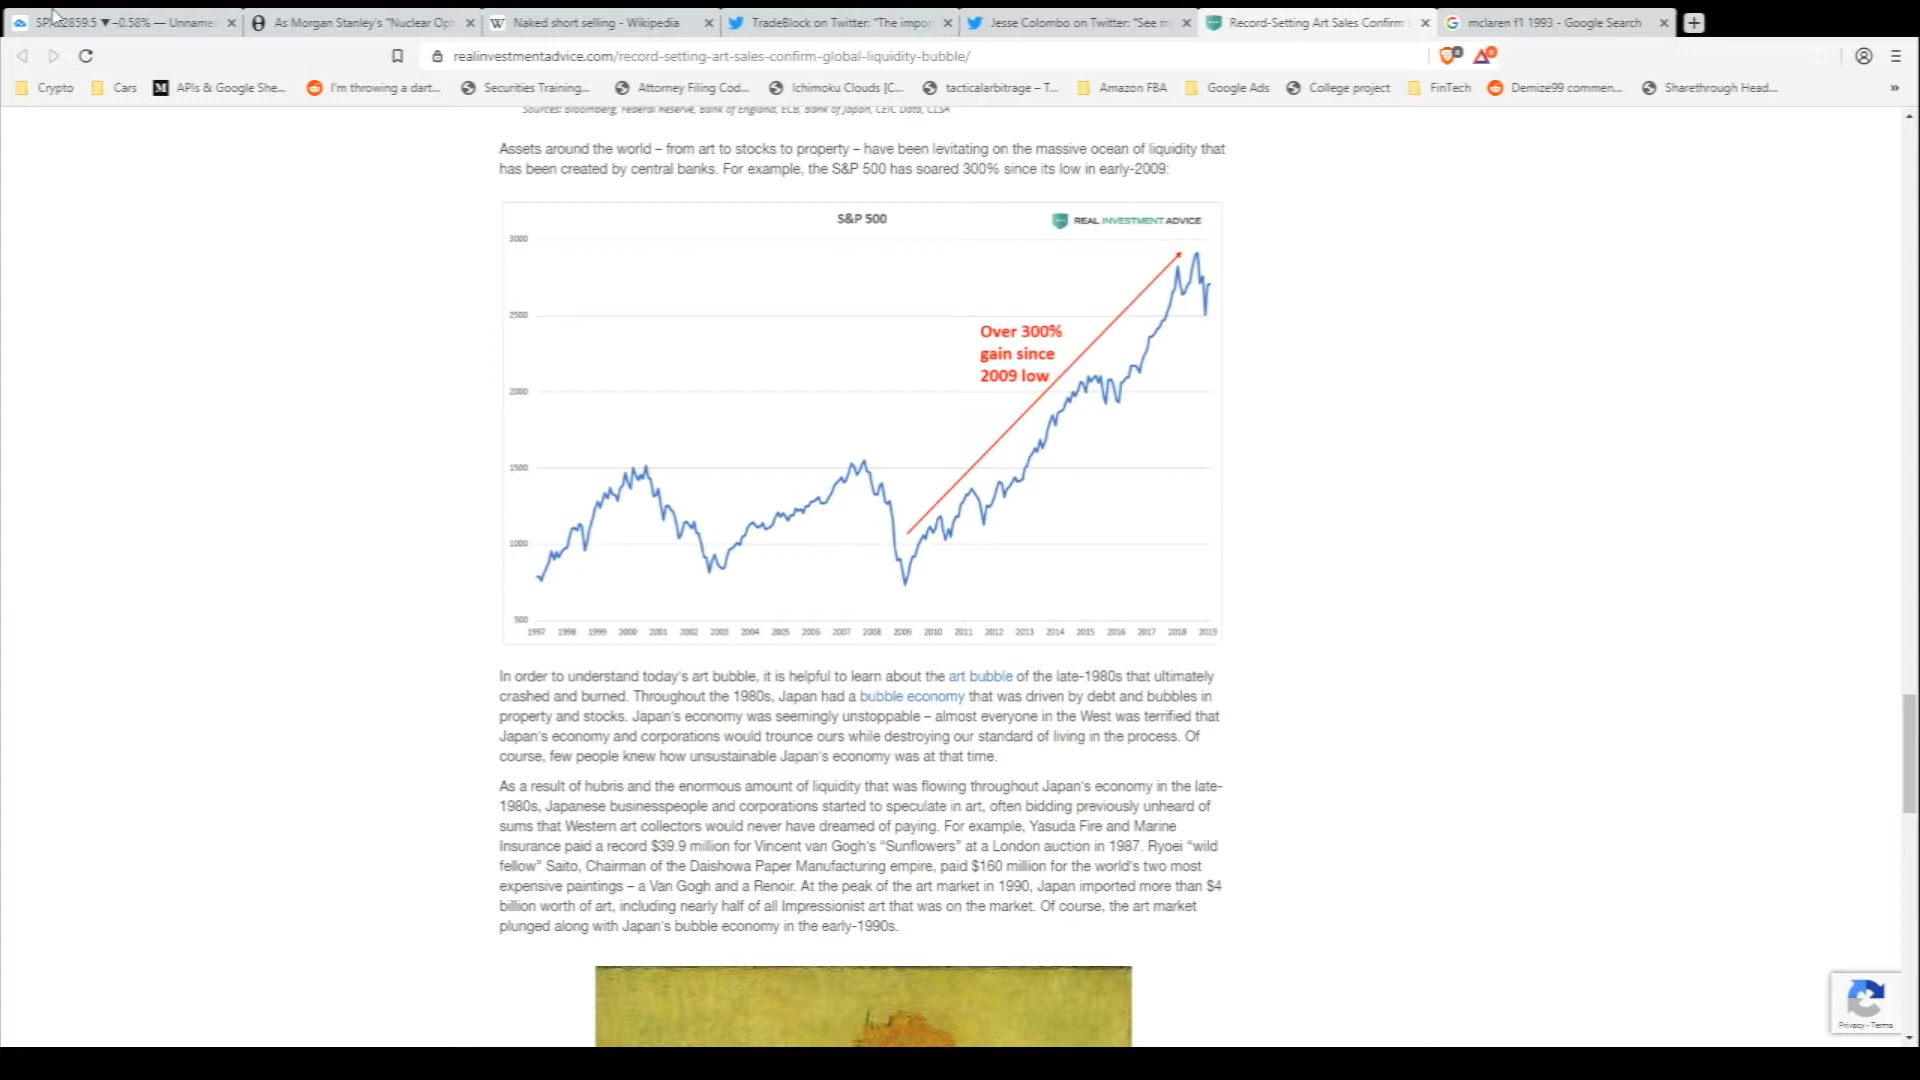 2859.5 ▼ −0.58% — Unname
As Morgan Stanley's "Nuclear Opt
Naked short selling - Wikipedia
TradeBlock on Twitter: "The impor
Jesse Colombo on Twitter: "See m
Record-Setting Art Sales Confirm
mclaren f1 1993 - Google Search
realinvestmentadvice.com/record-setting-art-sales-confirm-global-liquidity-bubble/
Crypto
Cars
APIs & Google She...
I'm throwing a dart...
Securities Training...
Attorney Filing Cod...
Ichimoku Clouds [C...
tacticalarbitrage – T...
Amazon FBA
Google Ads
College project
FinTech
Demize99 commen...
Sharethrough Head...
»
Sources: Bloomberg, Federal Reserve, Bank of England, ECB, Bank of Japan, CEIC Data, CLSA
Assets around the world – from art to stocks to property – have been levitating on the massive ocean of liquidity that
has been created by central banks. For example, the S&P 500 has soared 300% since its low in early-2009:
S&P 500
REAL INVESTMENT ADVICE
3000
2500
2000
1500
1000
500
Over 300%
gain since
2009 low
1997 1998 1999 2000 2001 2002 2003 2004 2005 2006 2007 2008 2009 2010 2011 2012 2013 2014 2015 2016 2017 2018 2019
In order to understand today's art bubble, it is helpful to learn about the art bubble of the late-1980s that ultimately
crashed and burned. Throughout the 1980s, Japan had a bubble economy that was driven by debt and bubbles in
property and stocks. Japan's economy was seemingly unstoppable – almost everyone in the West was terrified that
Japan's economy and corporations would trounce ours while destroying our standard of living in the process. Of
course, few people knew how unsustainable Japan's economy was at that time.
As a result of hubris and the enormous amount of liquidity that was flowing throughout Japan's economy in the late-
1980s, Japanese businesspeople and corporations started to speculate in art, often bidding previously unheard of
sums that Western art collectors would never have dreamed of paying. For example, Yasuda Fire and Marine
Insurance paid a record $39.9 million for Vincent van Gogh's "Sunflowers" at a London auction in 1987. Ryoei "wild
fellow" Saito, Chairman of the Daishowa Paper Manufacturing empire, paid $160 million for the world's two most
expensive paintings – a Van Gogh and a Renoir. At the peak of the art market in 1990, Japan imported more than $4
billion worth of art, including nearly half of all Impressionist art that was on the market. Of course, the art market
plunged along with Japan's bubble economy in the early-1990s.
Privacy - Terms